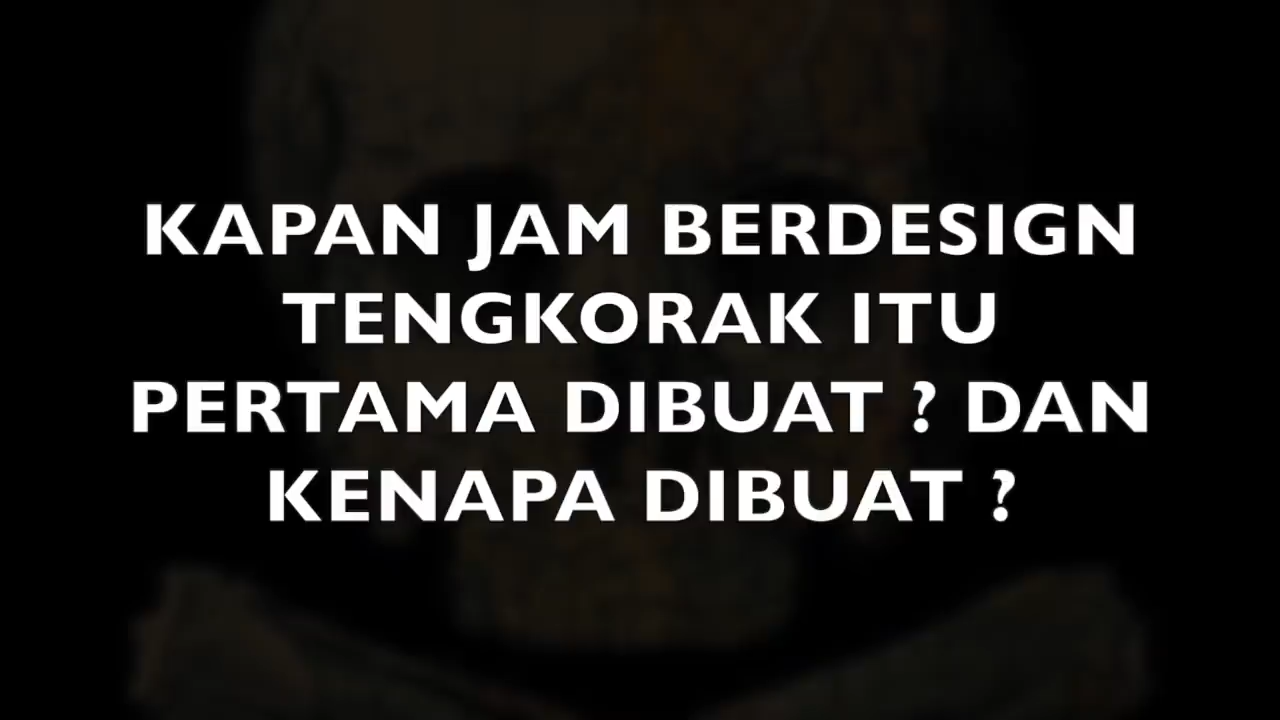 KAPAN JAM BERDESIGN
TENGKORAK ITU
PERTAMA DIBUAT ? DAN
KENAPA DIBUAT ?